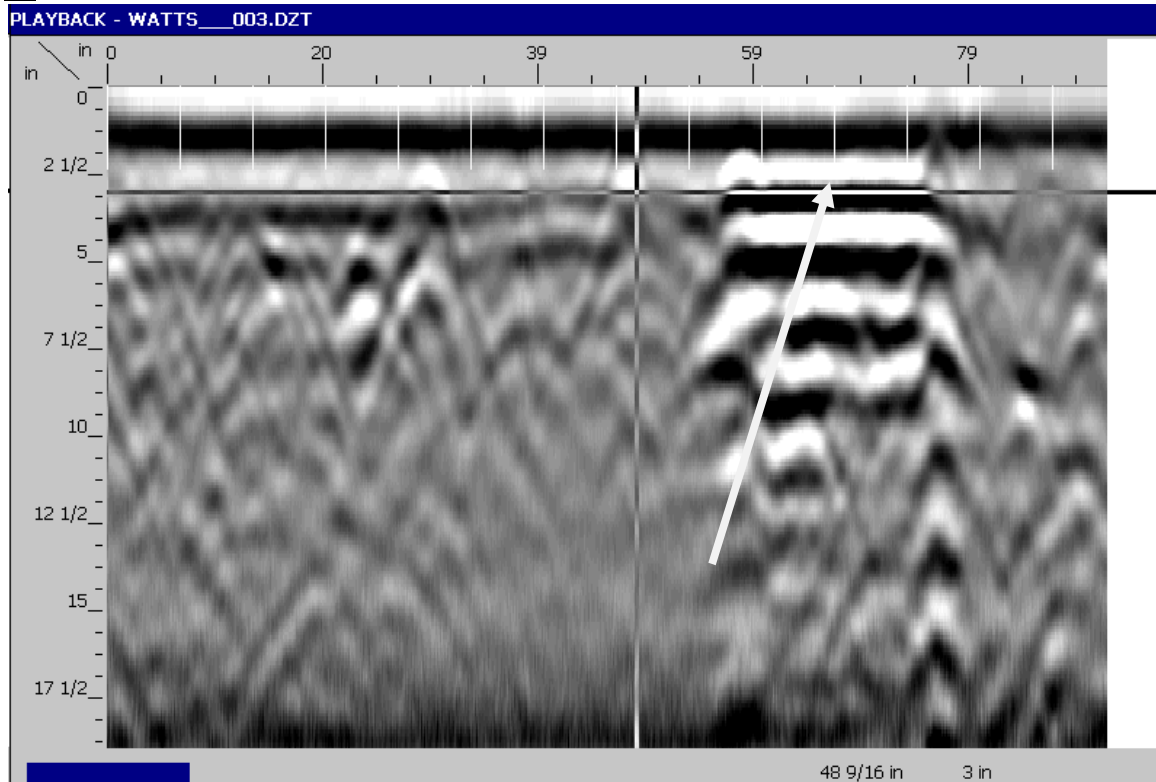 PLAYBACK - WATTS___003.DZT
in 0 20 39 59 79
in
0
2 1/2
5
7 1/2
10
12 1/2
15
17 1/2
48 9/16 in 3 in